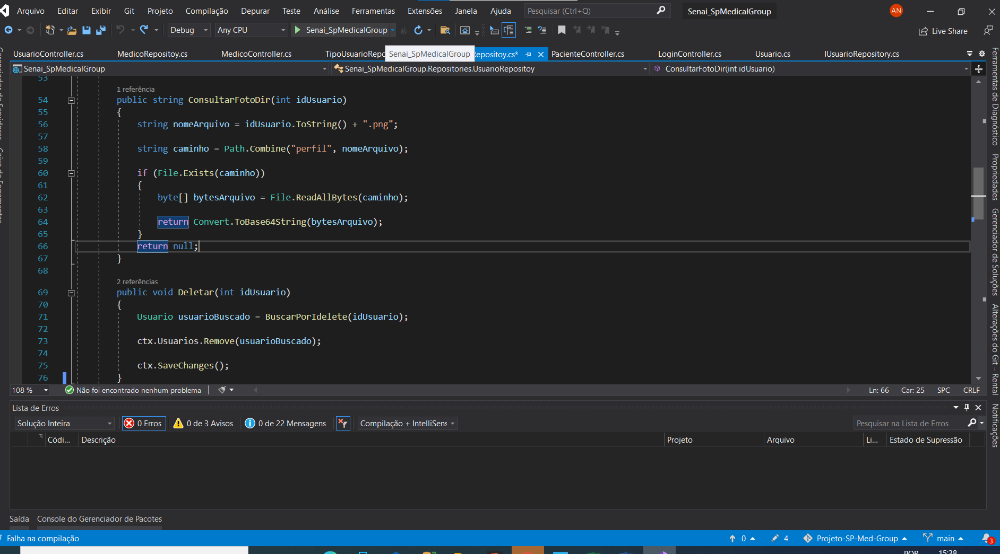 Arquivo Editar Exibir Git Projeto Compilação Depurar Teste Análise Ferramentas Extensões Janela Ajuda Pesquisar (Ctrl+Q) Senai_SpMedicalGroup AN
Debug Any CPU Senai_SpMedicalGroup Live Share
UsuarioController.cs MedicoRepositoy.cs MedicoController.cs TipoUsuarioRepo Senai_SpMedicalGroup epositoy.cs* PacienteController.cs LoginController.cs Usuario.cs IUsuarioRepository.cs
Senai_SpMedicalGroup Senai_SpMedicalGroup.Repositories.UsuarioRepositoy ConsultarFotoDir(int idUsuario)
53
1 referência
54 public string ConsultarFotoDir(int idUsuario)
55 {
56 string nomeArquivo = idUsuario.ToString() + ".png";
57
58 string caminho = Path.Combine("perfil", nomeArquivo);
59
60 if (File.Exists(caminho))
61 {
62 byte[] bytesArquivo = File.ReadAllBytes(caminho);
63
64 return Convert.ToBase64String(bytesArquivo);
65 }
66 return null;
67 }
68
2 referências
69 public void Deletar(int idUsuario)
70 {
71 Usuario usuarioBuscado = BuscarPorIdelete(idUsuario);
72
73 ctx.Usuarios.Remove(usuarioBuscado);
74
75 ctx.SaveChanges();
76 }
108 % Não foi encontrado nenhum problema Ln: 66 Car: 25 SPC CRLF
Lista de Erros
Solução Inteira 0 Erros 0 de 3 Avisos 0 de 22 Mensagens Compilação + IntelliSens Pesquisar na Lista de Erros
Códi... Descrição Projeto Arquivo Li... Estado de Supressão
Saída Console do Gerenciador de Pacotes
Falha na compilação 0 4 Projeto-SP-Med-Group main 3
POR 15:38
Ferramentas de Diagnóstico
Propriedades
Gerenciador de Soluções
Alterações do Git – Rental
Notificações